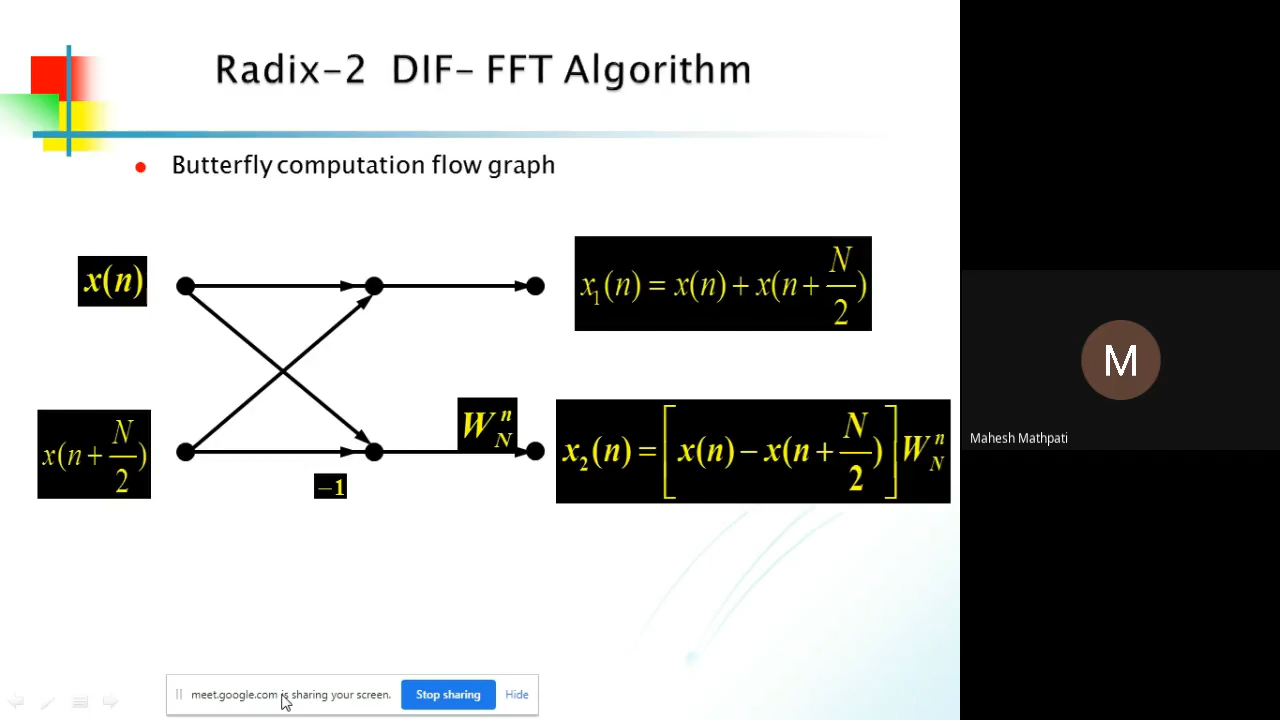 Radix-2 DIF- FFT Algorithm
Butterfly computation flow graph
x(n)
x₁(n) = x(n) + x(n + N/2)
W_N^n
x(n + N/2)
x₂(n) = [x(n) − x(n + N/2)] W_N^n
−1
M
Mahesh Mathpati
meet.google.com is sharing your screen.
Stop sharing
Hide